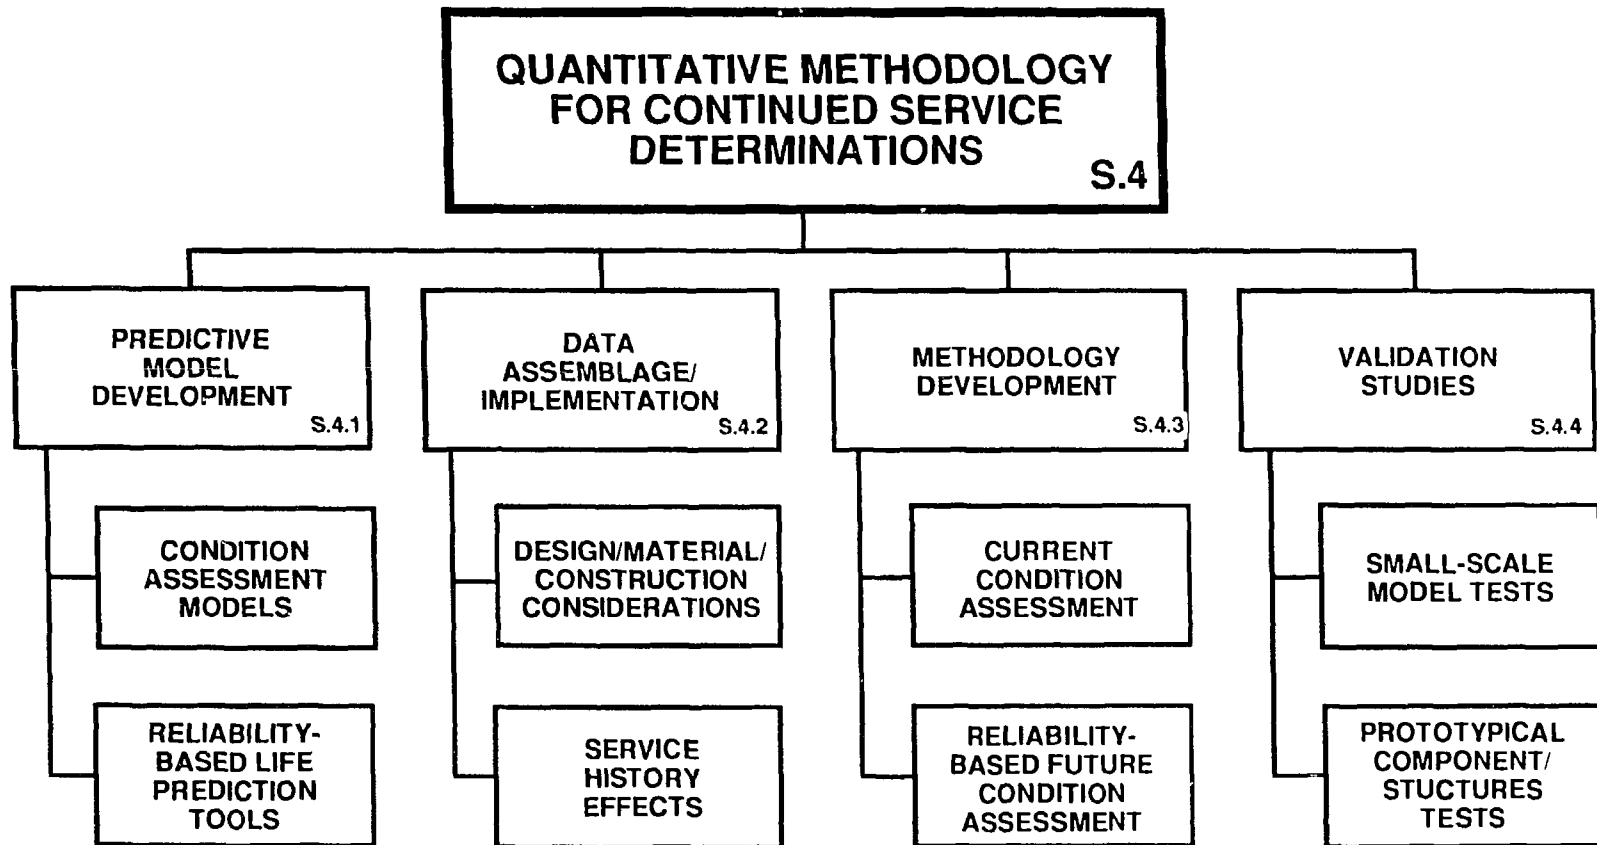 QUANTITATIVE METHODOLOGY
FOR CONTINUED SERVICE
DETERMINATIONS
S.4
PREDICTIVE
MODEL
DEVELOPMENT
S.4.1
DATA
ASSEMBLAGE/
IMPLEMENTATION
S.4.2
METHODOLOGY
DEVELOPMENT
S.4.3
VALIDATION
STUDIES
S.4.4
CONDITION
ASSESSMENT
MODELS
DESIGN/MATERIAL/
CONSTRUCTION
CONSIDERATIONS
CURRENT
CONDITION
ASSESSMENT
SMALL-SCALE
MODEL TESTS
RELIABILITY-
BASED LIFE
PREDICTION
TOOLS
SERVICE
HISTORY
EFFECTS
RELIABILITY-
BASED FUTURE
CONDITION
ASSESSMENT
PROTOTYPICAL
COMPONENT/
STUCTURES
TESTS